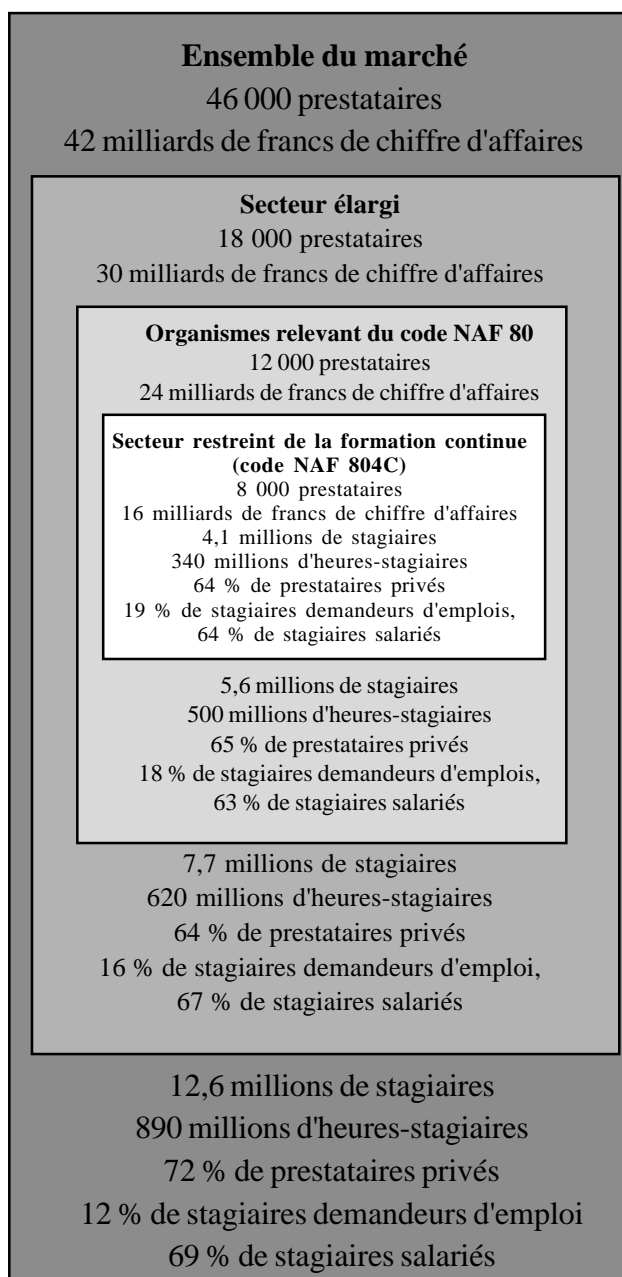 Ensemble du marché
46 000 prestataires
42 milliards de francs de chiffre d'affaires
Secteur élargi
18 000 prestataires
30 milliards de francs de chiffre d'affaires
Organismes relevant du code NAF 80
12 000 prestataires
24 milliards de francs de chiffre d'affaires
Secteur restreint de la formation continue
(code NAF 804C)
8 000 prestataires
16 milliards de francs de chiffre d'affaires
4,1 millions de stagiaires
340 millions d'heures-stagiaires
64 % de prestataires privés
19 % de stagiaires demandeurs d'emplois,
64 % de stagiaires salariés
5,6 millions de stagiaires
500 millions d'heures-stagiaires
65 % de prestataires privés
18 % de stagiaires demandeurs d'emplois,
63 % de stagiaires salariés
7,7 millions de stagiaires
620 millions d'heures-stagiaires
64 % de prestataires privés
16 % de stagiaires demandeurs d'emploi,
67 % de stagiaires salariés
12,6 millions de stagiaires
890 millions d'heures-stagiaires
72 % de prestataires privés
12 % de stagiaires demandeurs d'emploi
69 % de stagiaires salariés